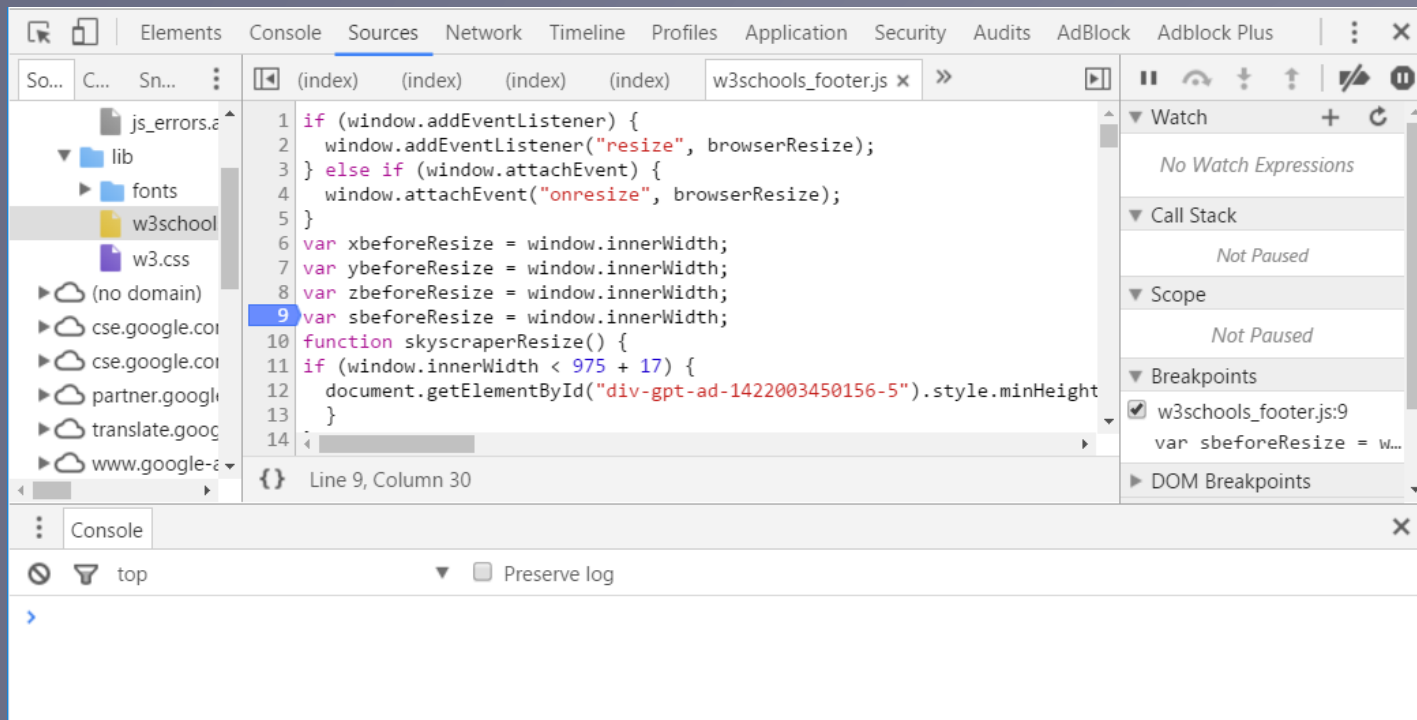 Elements Console Sources Network Timeline Profiles Application Security Audits AdBlock Adblock Plus
So... C... Sn...
(index) (index) (index) (index) w3schools_footer.js × »
js_errors.a
lib
fonts
w3school
w3.css
(no domain)
cse.google.co
cse.google.co
partner.googl
translate.goog
www.google-a
1 if (window.addEventListener) {
2 window.addEventListener("resize", browserResize);
3 } else if (window.attachEvent) {
4 window.attachEvent("onresize", browserResize);
5 }
6 var xbeforeResize = window.innerWidth;
7 var ybeforeResize = window.innerWidth;
8 var zbeforeResize = window.innerWidth;
9 var sbeforeResize = window.innerWidth;
10 function skyscraperResize() {
11 if (window.innerWidth < 975 + 17) {
12 document.getElementById("div-gpt-ad-1422003450156-5").style.minHeight
13 }
14
{} Line 9, Column 30
Watch
No Watch Expressions
Call Stack
Not Paused
Scope
Not Paused
Breakpoints
w3schools_footer.js:9
var sbeforeResize = w...
DOM Breakpoints
Console
top
Preserve log